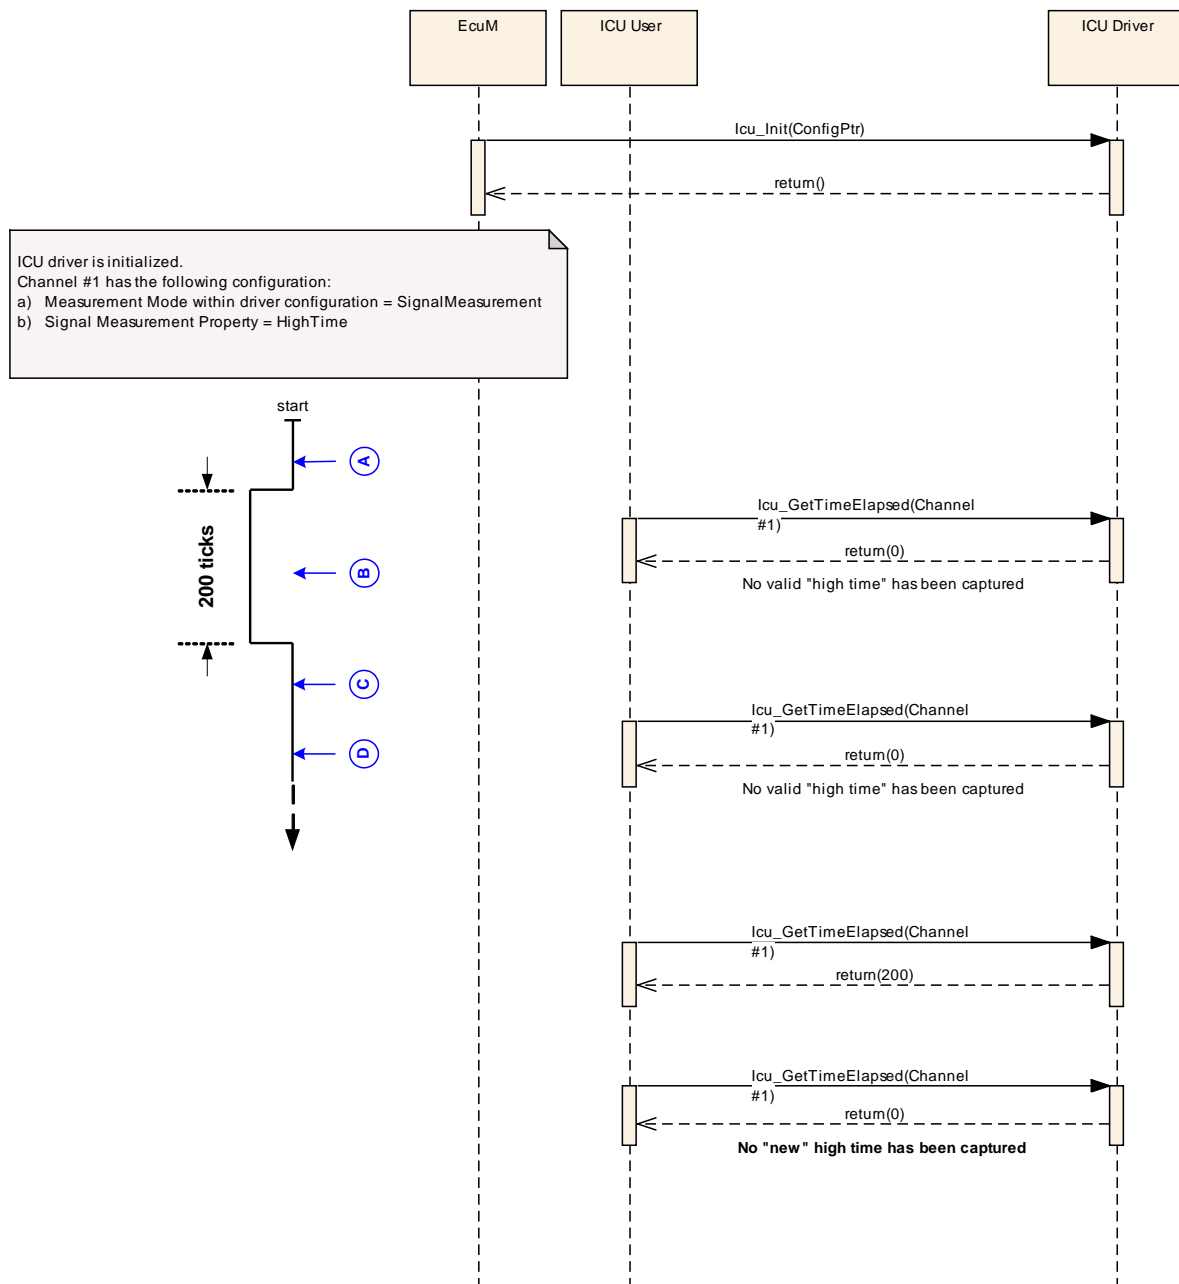 EcuM
ICU User
ICU Driver
Icu_Init(ConfigPtr)
return()
ICU driver is initialized.
Channel #1 has the following configuration:
a) Measurement Mode within driver configuration = SignalMeasurement
b) Signal Measurement Property = HighTime
start
A
200 ticks
B
C
D
Icu_GetTimeElapsed(Channel
#1)
return(0)
No valid "high time" has been captured
Icu_GetTimeElapsed(Channel
#1)
return(0)
No valid "high time" has been captured
Icu_GetTimeElapsed(Channel
#1)
return(200)
Icu_GetTimeElapsed(Channel
#1)
return(0)
No "new" high time has been captured